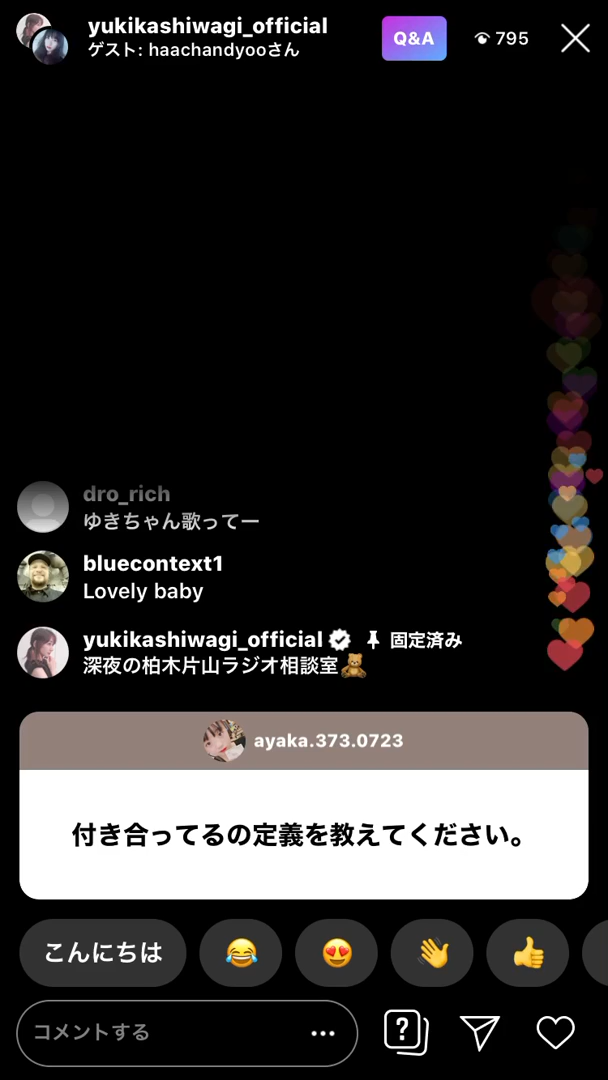 yukikashiwagi_official
ゲスト: haachandyooさん
Q&A
795
dro_rich
ゆきちゃん歌ってー
bluecontext1
Lovely baby
yukikashiwagi_official 固定済み
深夜の柏木片山ラジオ相談室🧸
ayaka.373.0723
付き合ってるの定義を教えてください。
こんにちは
コメントする